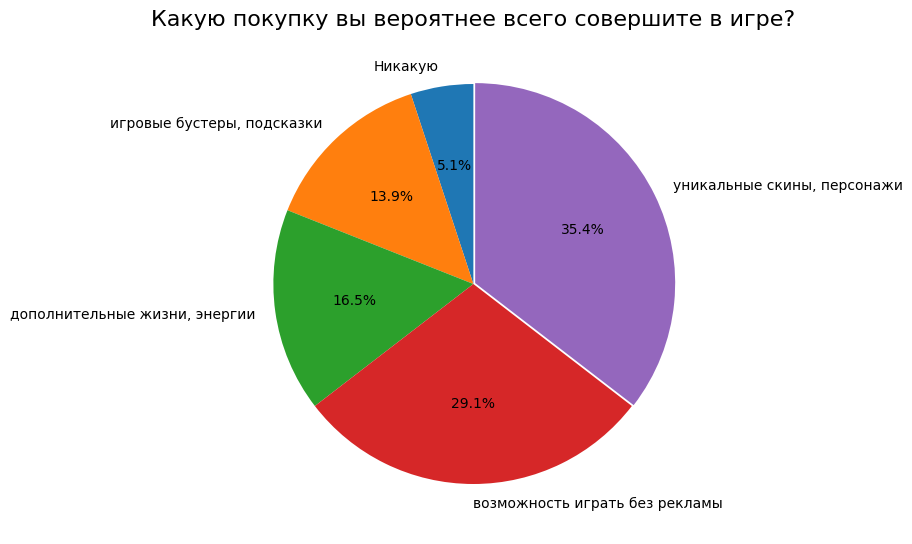 Какую покупку вы вероятнее всего совершите в игре?
Никакую
5.1%
игровые бустеры, подсказки
13.9%
дополнительные жизни, энергии
16.5%
возможность играть без рекламы
29.1%
уникальные скины, персонажи
35.4%